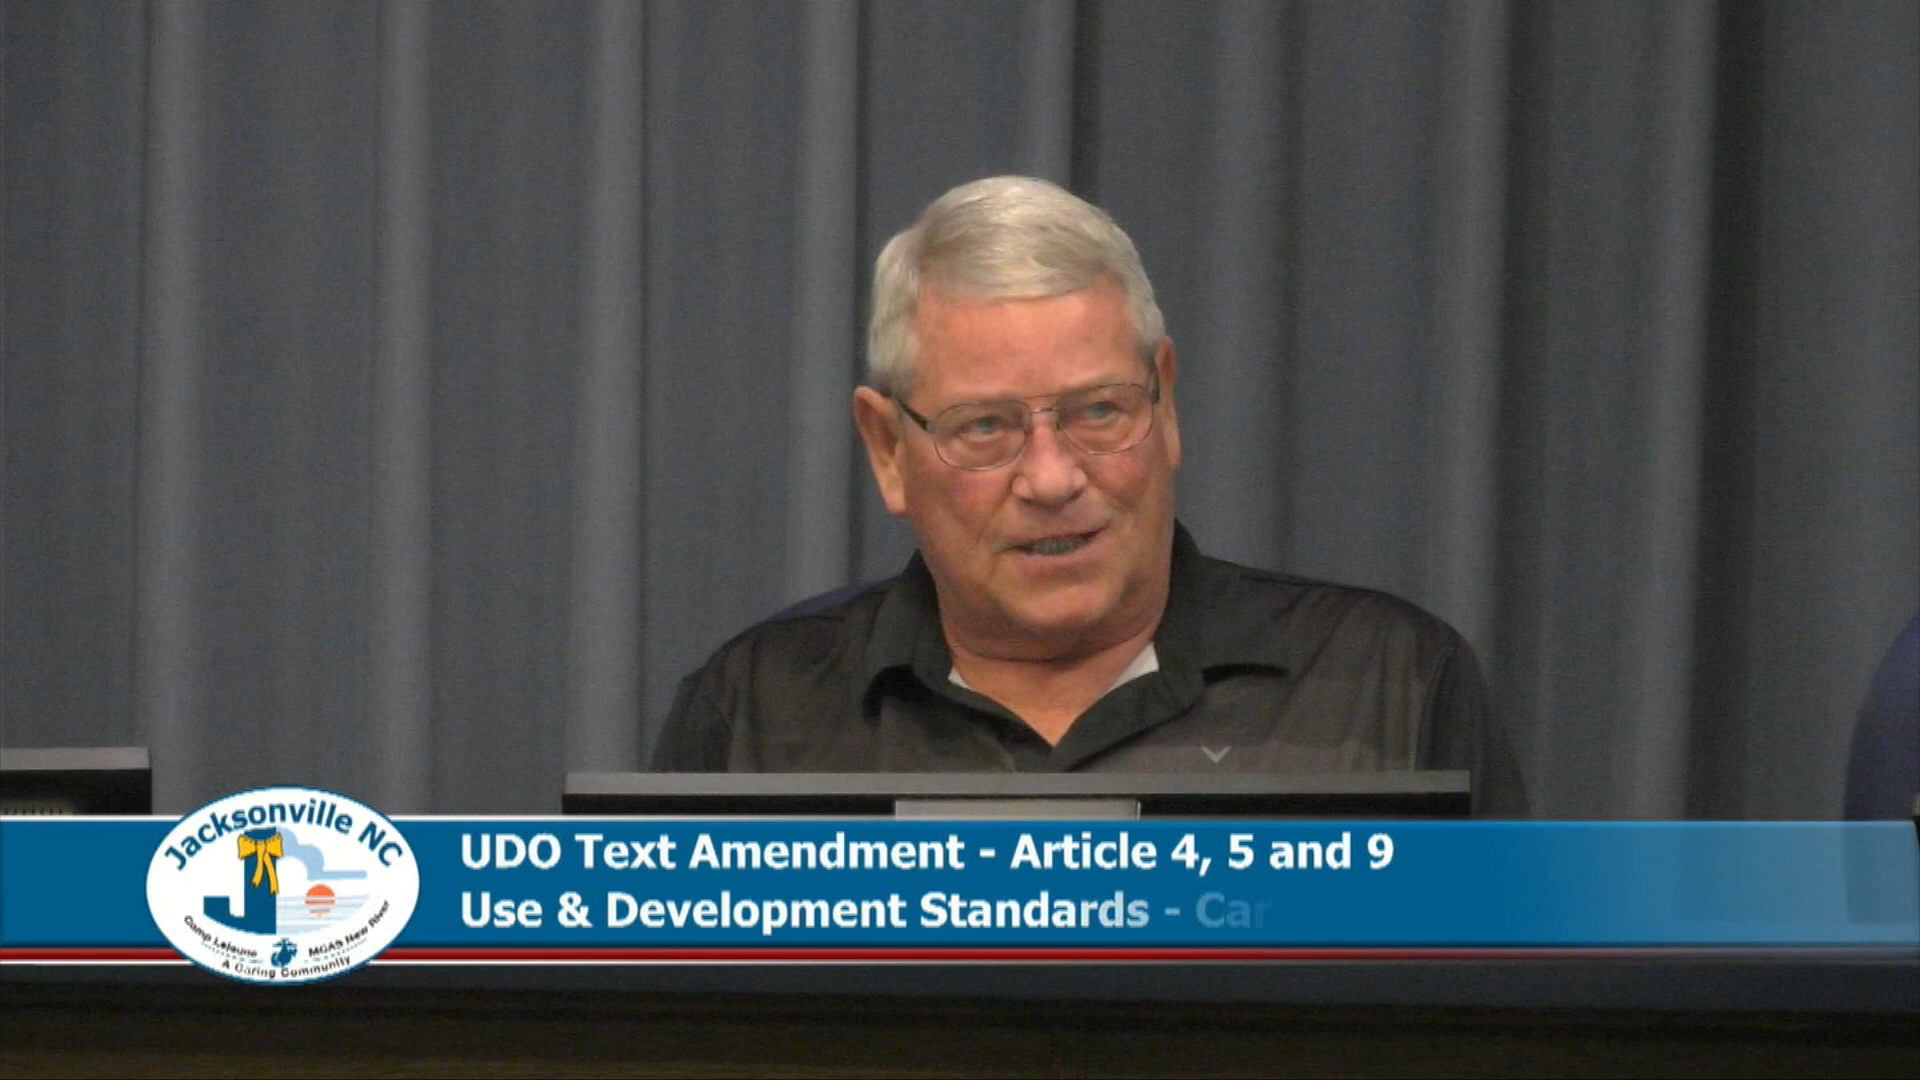 UDO Text Amendment - Article 4, 5 and 9
Use & Development Standards - Car
Jacksonville NC
Camp Lejeune
MCAS New River
A Caring Community